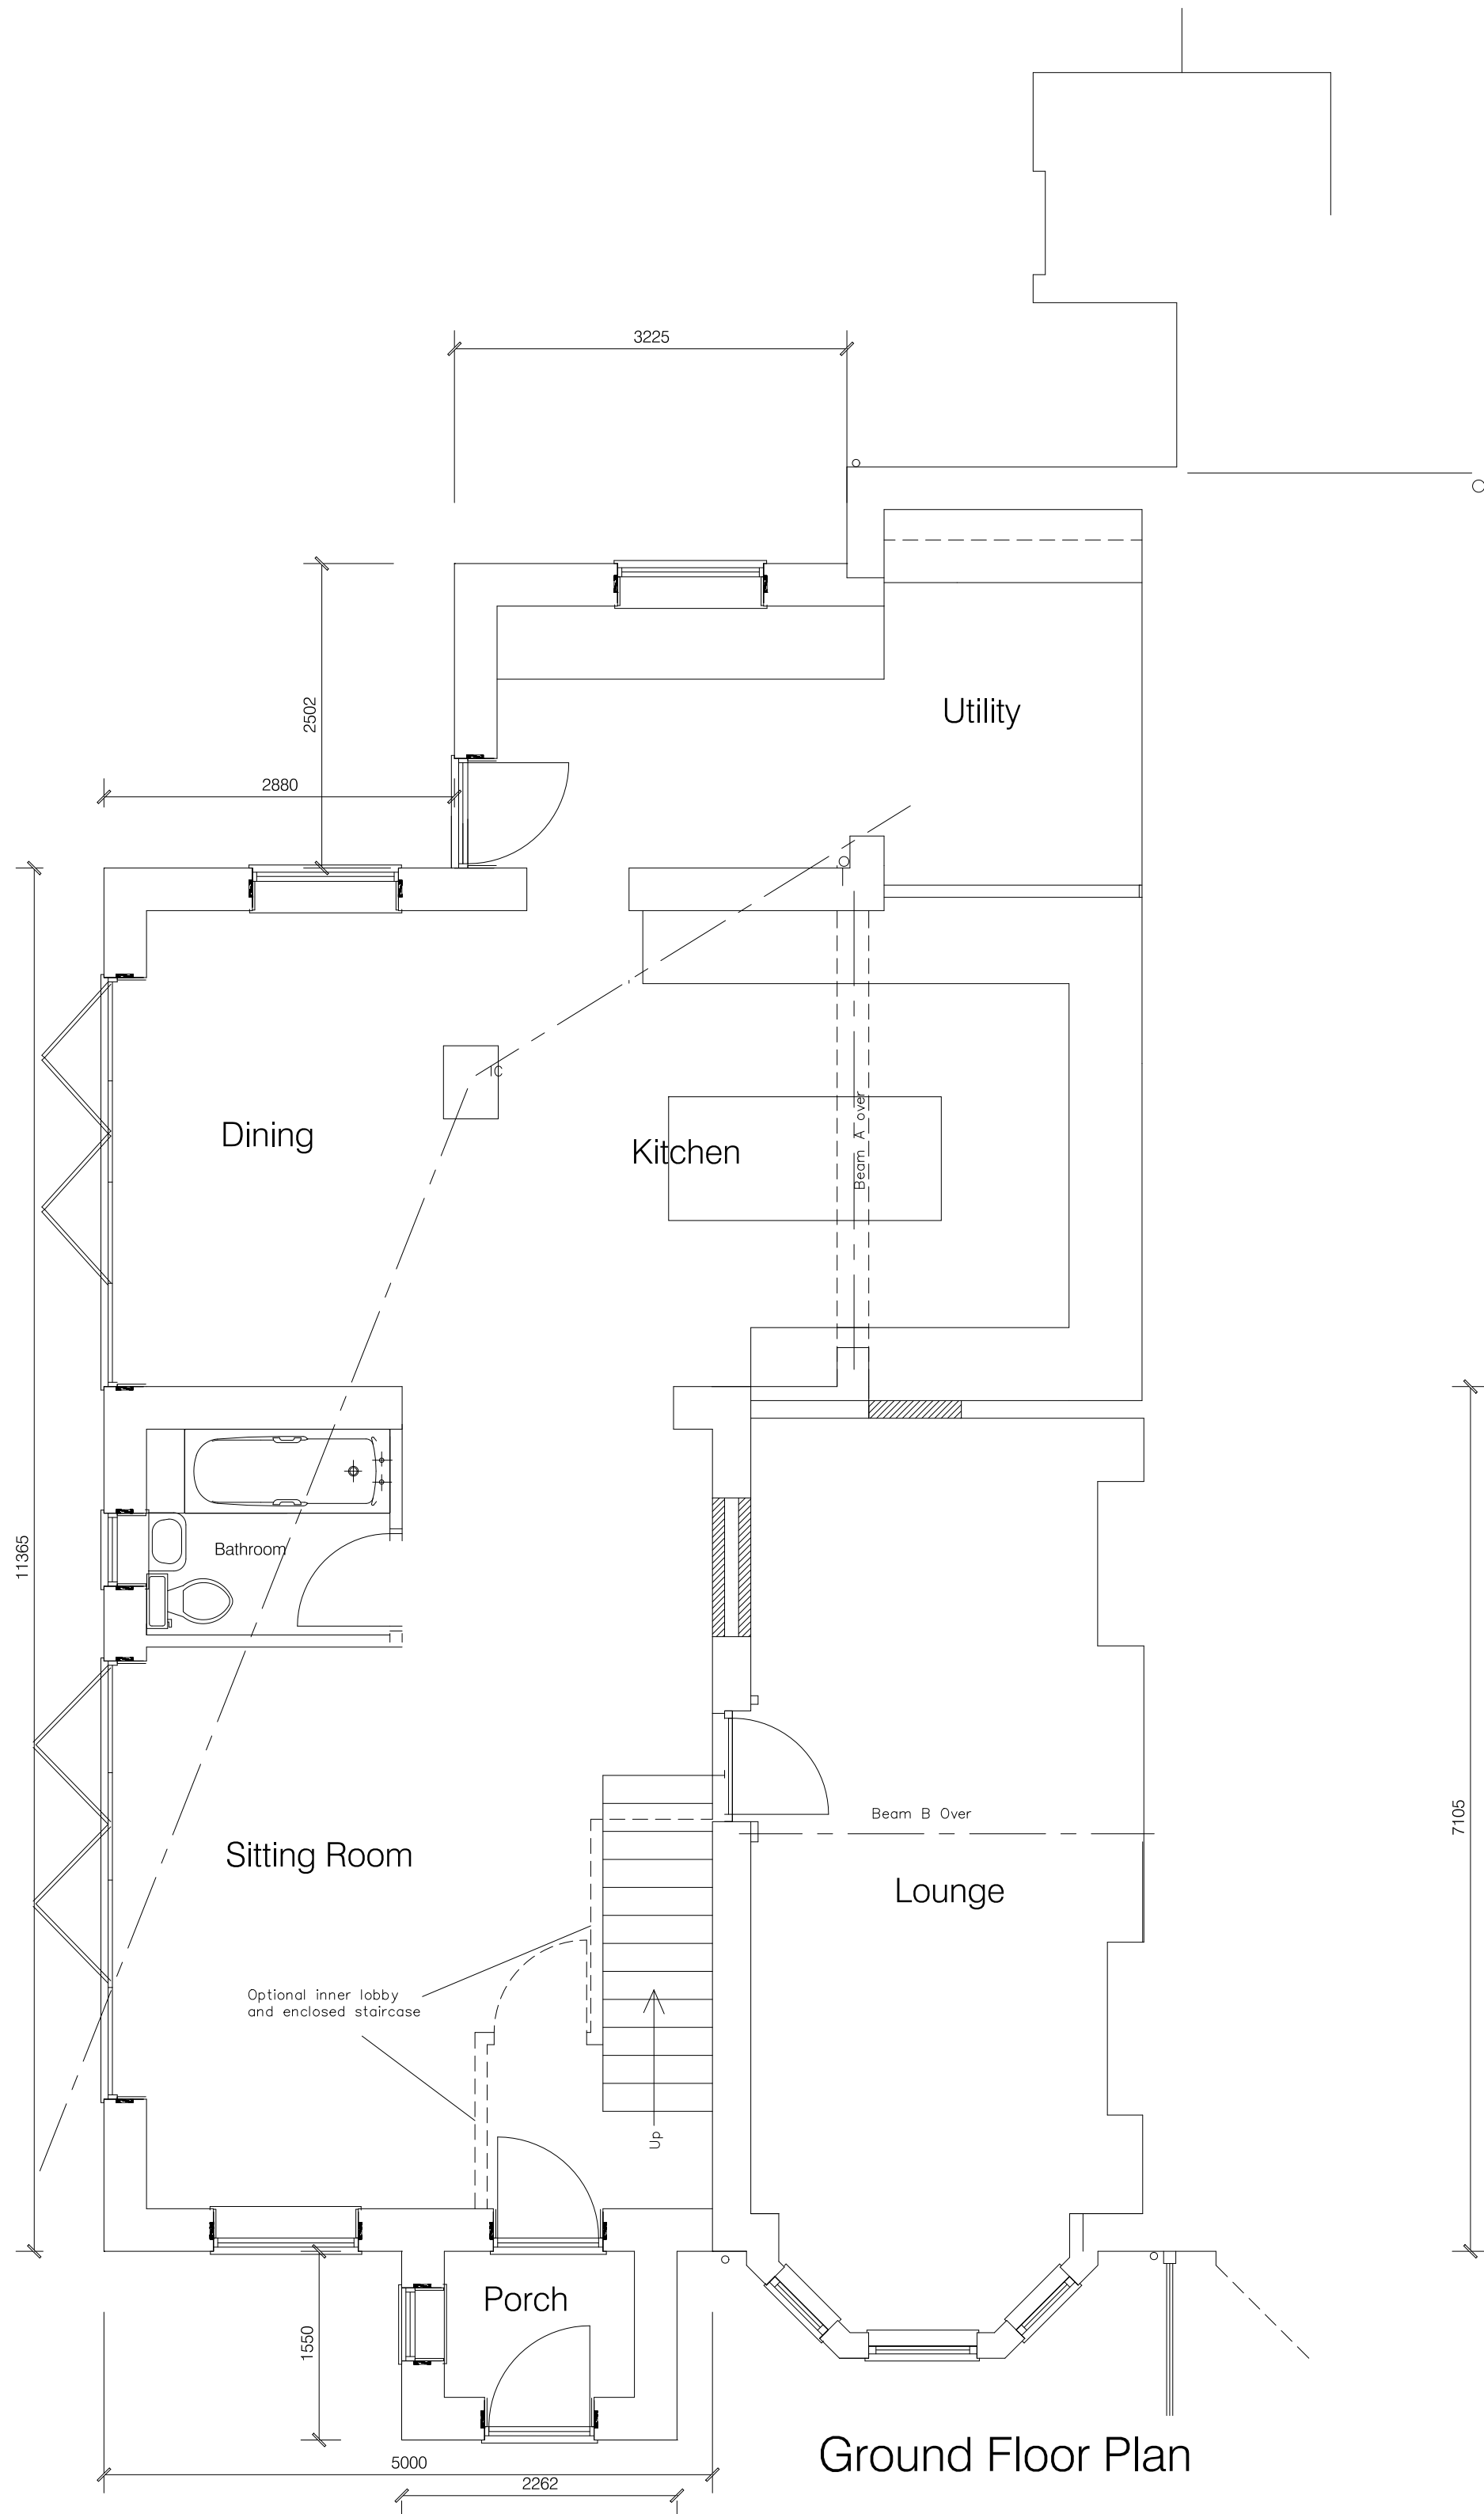 3225
2502
Utility
2880
IC
Dining
Kitchen
Beam A over
11365
Bathroom
7105
Beam B Over
Sitting Room
Lounge
Optional inner lobby
and enclosed staircase
Up
Porch
1550
Ground Floor Plan
5000
2262